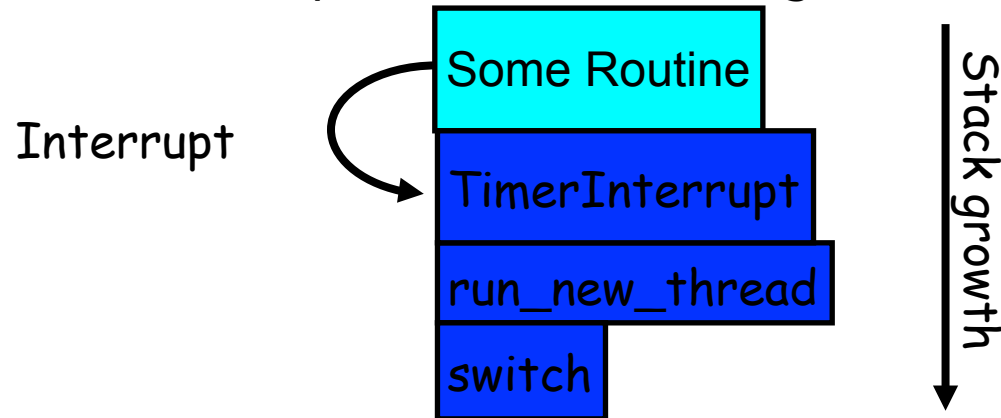 Some Routine
Interrupt
TimerInterrupt
run_new_thread
switch
Stack growth